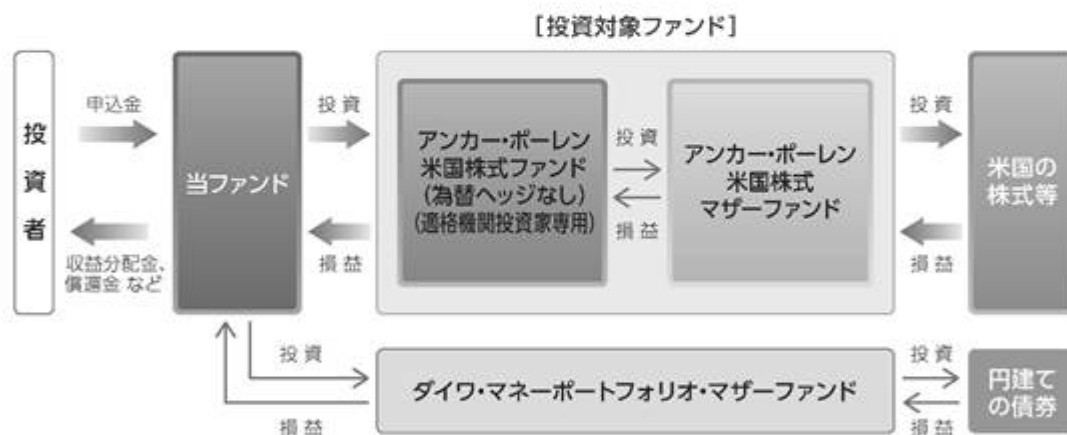 [投資対象ファンド]
投資者
申込金
収益分配金、
償還金 など
当ファンド
投資
損益
アンカー・ポーレン
米国株式ファンド
(為替ヘッジなし)
(適格機関投資家専用)
投資
損益
アンカー・ポーレン
米国株式
マザーファンド
投資
損益
米国の
株式等
投資
損益
ダイワ・マネーポートフォリオ・マザーファンド
投資
損益
円建て
の債券